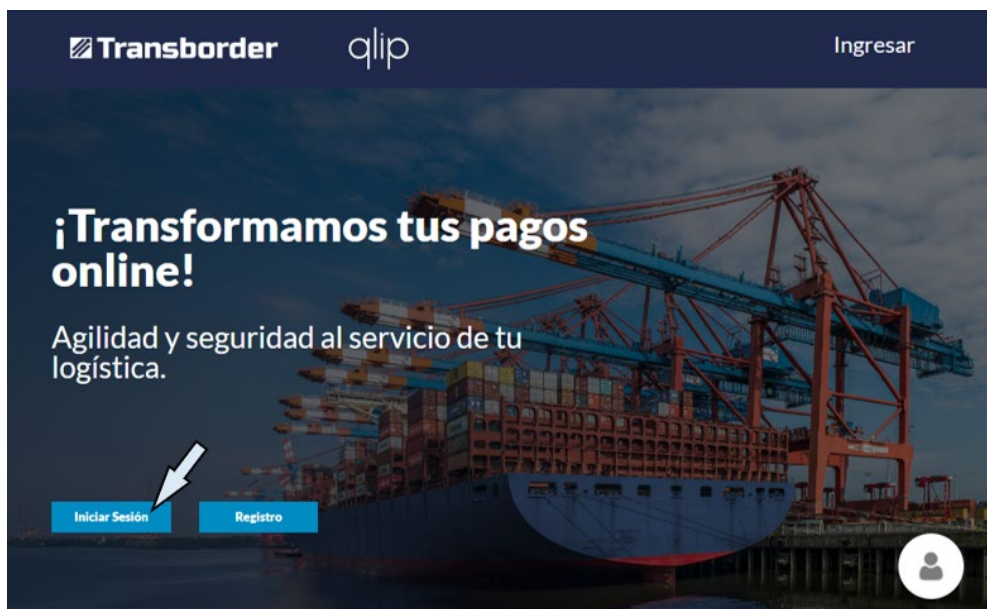 Transborder
qlip
Ingresar
¡Transformamos tus pagos
online!
Agilidad y seguridad al servicio de tu
logística.
Iniciar Sesión
Registro